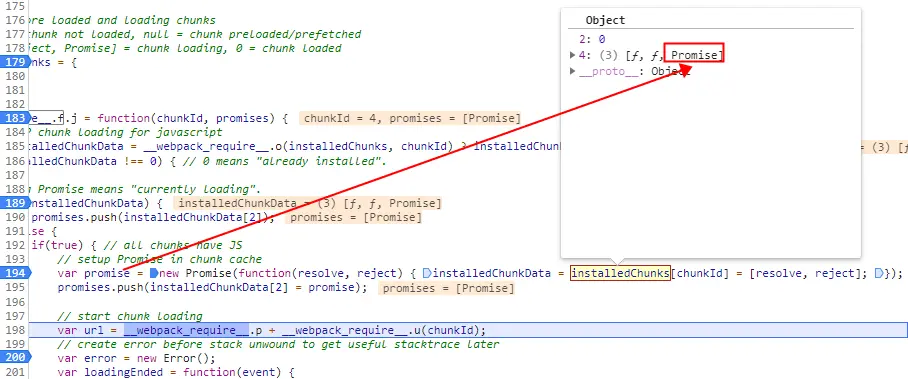 175
176
177 ore loaded and loading chunks
chunk not loaded, null = chunk preloaded/prefetched
178 ject, Promise] = chunk loading, 0 = chunk loaded
179 nks = {
180
181
182
183 e__.f.j = function(chunkId, promises) { chunkId = 4, promises = [Promise]
184 P chunk loading for javascript
185 talledChunkData = __webpack_require__.o(installedChunks, chunkId) ? installedChun = (3) [ƒ
186 alledChunkData !== 0) { // 0 means "already installed".
187
188 a Promise means "currently loading".
189 nstalledChunkData) { installedChunkData = (3) [ƒ, ƒ, Promise]
190 promises.push(installedChunkData[2]); promises = [Promise]
191 lse {
192 if(true) { // all chunks have JS
193 // setup Promise in chunk cache
194 var promise = new Promise(function(resolve, reject) { installedChunkData = installedChunks[chunkId] = [resolve, reject]; });
195 promises.push(installedChunkData[2] = promise); promises = [Promise]
196
197 // start chunk loading
198 var url = __webpack_require__.p + __webpack_require__.u(chunkId);
199 // create error before stack unwound to get useful stacktrace later
200 var error = new Error();
201 var loadingEnded = function(event) {
Object
2: 0
4: (3) [ƒ, ƒ, Promise]
__proto__: Object